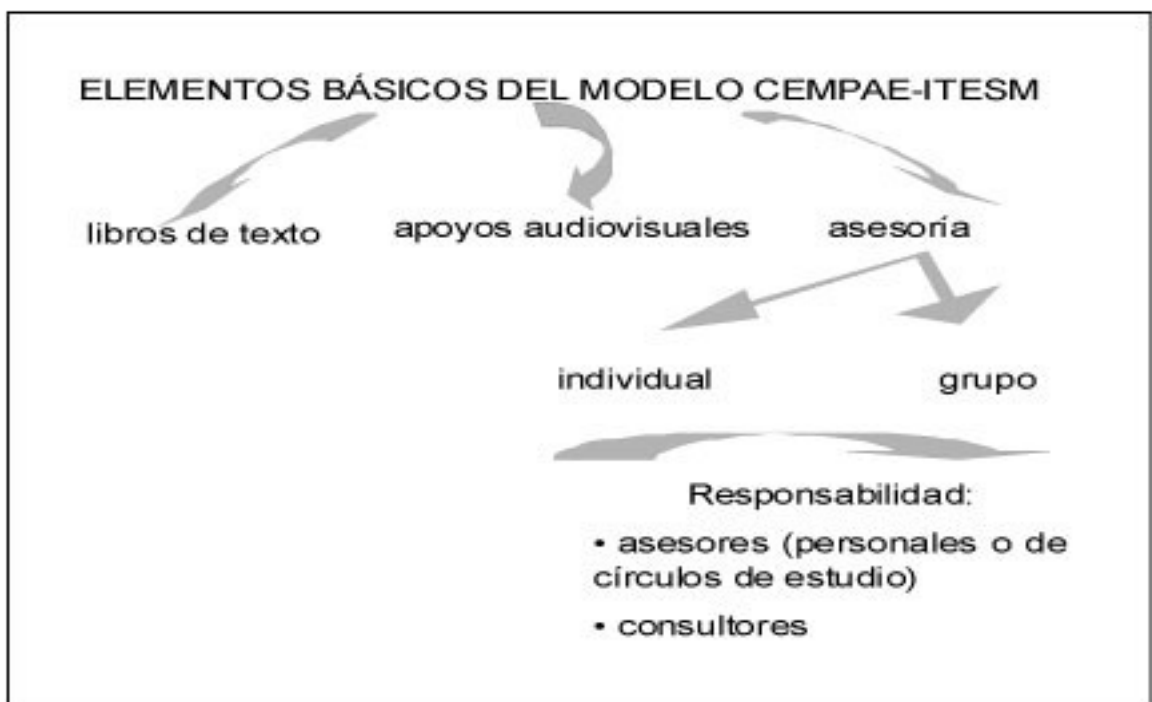 ELEMENTOS BÁSICOS DEL MODELO CEMPAE-ITESM
libros de texto
apoyos audiovisuales
asesoría
individual
grupo
Responsabilidad:
• asesores (personales o de
círculos de estudio)
• consultores